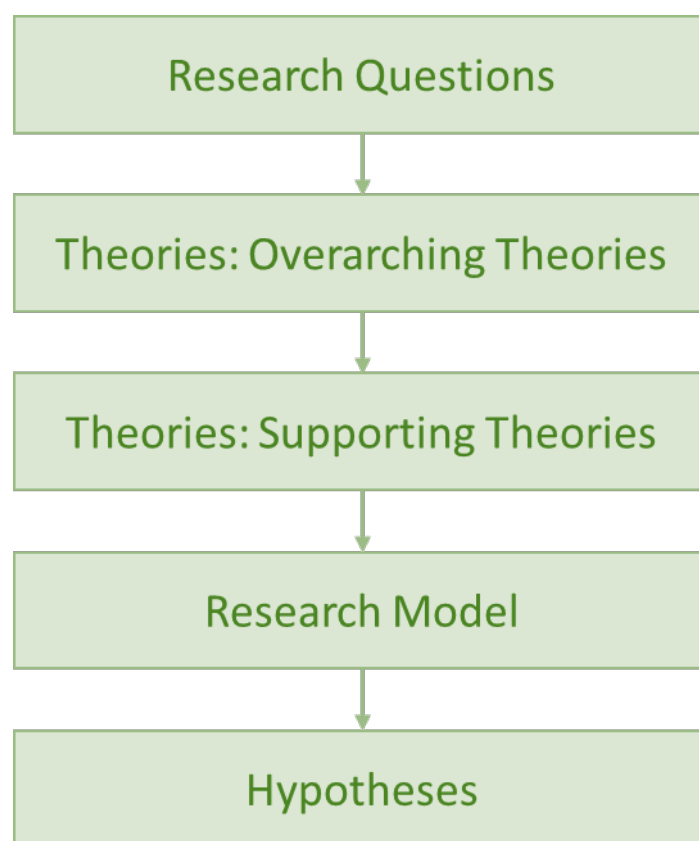 Research Questions
Theories: Overarching Theories
Theories: Supporting Theories
Research Model
Hypotheses